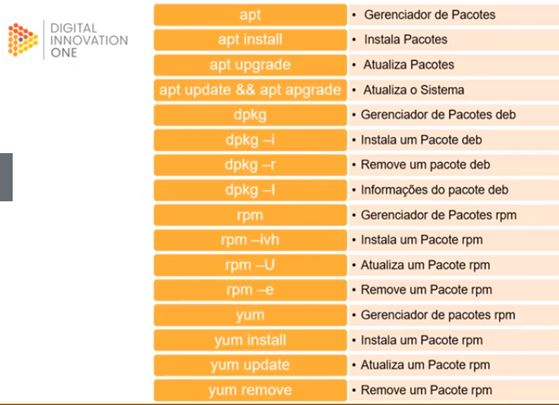 DIGITAL
INNOVATION
ONE
apt • Gerenciador de Pacotes
apt install • Instala Pacotes
apt upgrade • Atualiza Pacotes
apt update && apt apgrade • Atualiza o Sistema
dpkg • Gerenciador de Pacotes deb
dpkg –i • Instala um Pacote deb
dpkg –r • Remove um pacote deb
dpkg –I • Informações do pacote deb
rpm • Gerenciador de Pacotes rpm
rpm –ivh • Instala um Pacote rpm
rpm –U • Atualiza um Pacote rpm
rpm –e • Remove um Pacote rpm
yum • Gerenciador de pacotes rpm
yum install • Instala um Pacote rpm
yum update • Atualiza um Pacote rpm
yum remove • Remove um Pacote rpm